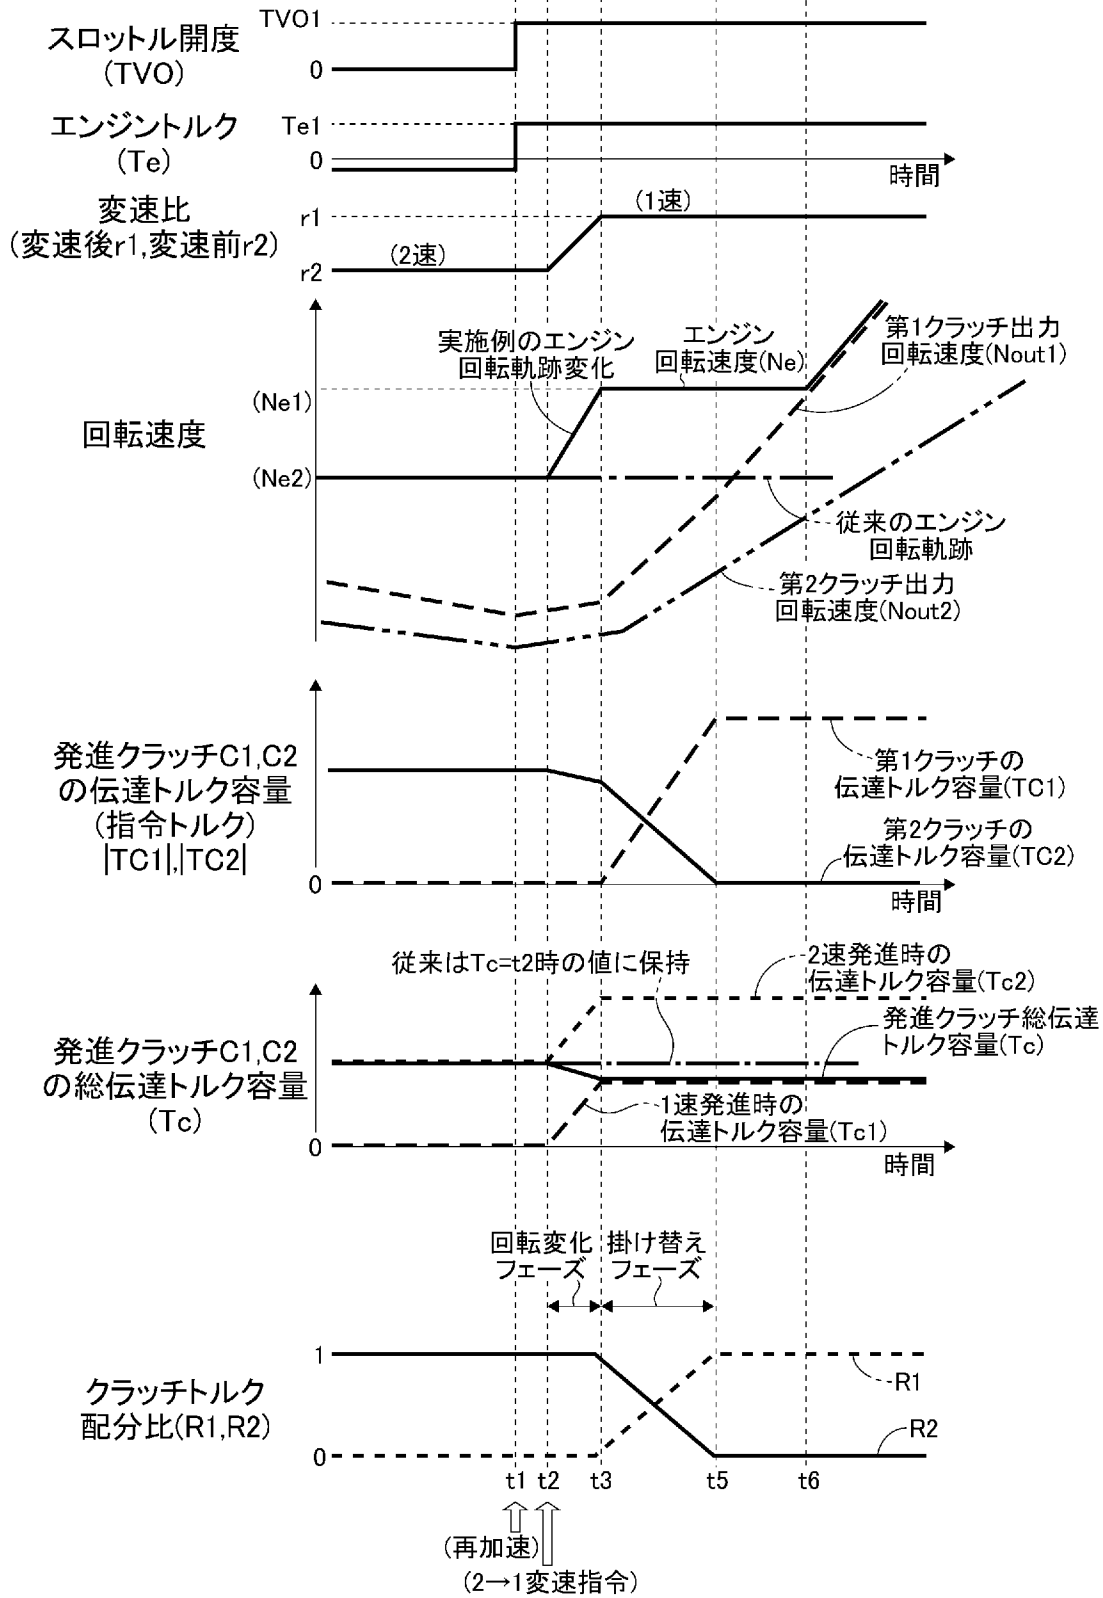 TVO1
スロットル開度
(TVO)
0
エンジントルク
(Te)
Te1
0
時間
変速比
(変速後r1,変速前r2)
r1
(1速)
(2速)
r2
実施例のエンジン
回転軌跡変化
エンジン
回転速度(Ne)
第1クラッチ出力
回転速度(Nout1)
(Ne1)
回転速度
(Ne2)
従来のエンジン
回転軌跡
第2クラッチ出力
回転速度(Nout2)
発進クラッチC1,C2
の伝達トルク容量
(指令トルク)
|TC1|,|TC2|
第1クラッチの
伝達トルク容量(TC1)
第2クラッチの
伝達トルク容量(TC2)
0
時間
従来はTc=t2時の値に保持
2速発進時の
伝達トルク容量(Tc2)
発進クラッチ総伝達
トルク容量(Tc)
発進クラッチC1,C2
の総伝達トルク容量
(Tc)
1速発進時の
伝達トルク容量(Tc1)
0
時間
回転変化
フェーズ
掛け替え
フェーズ
1
クラッチトルク
配分比(R1,R2)
R1
R2
0
t1 t2 t3 t5 t6
(再加速)
(2→1変速指令)